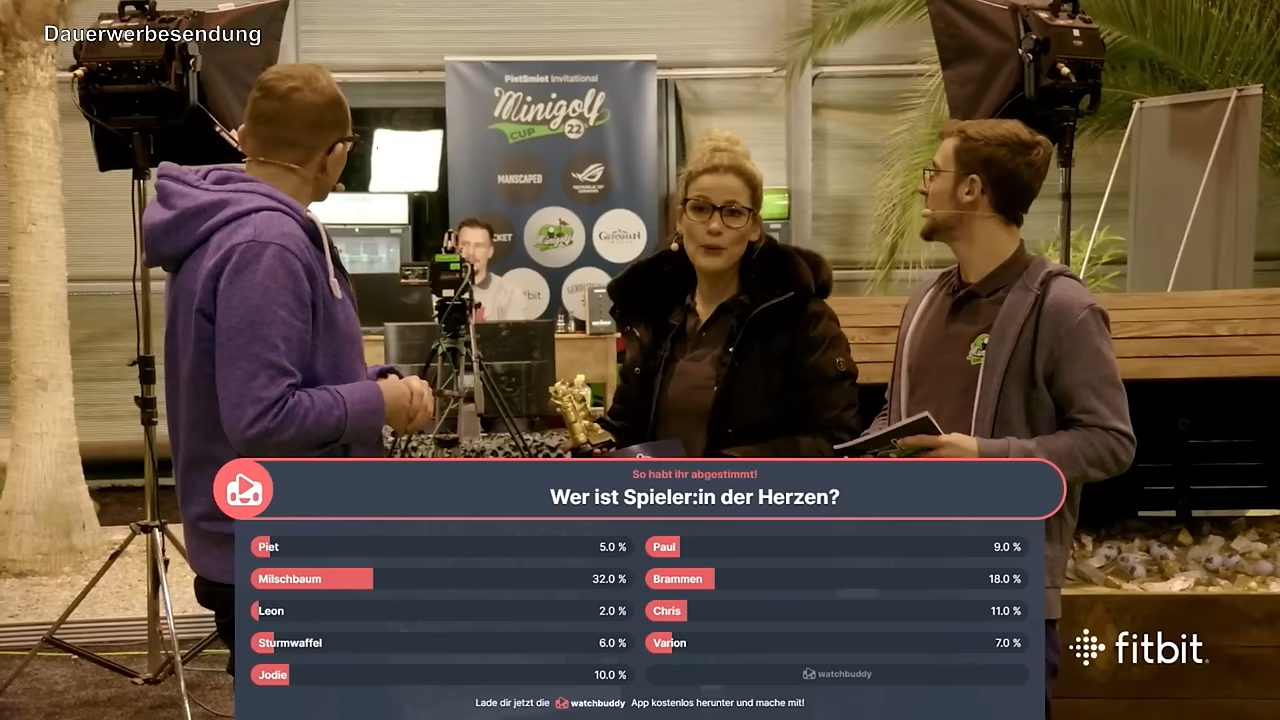 Dauerwerbesendung
PietSmiet Invitational
Minigolf
CUP 22
MANSCAPED
GENSHIN
So habt ihr abgestimmt!
Wer ist Spieler:in der Herzen?
Piet 5.0 %
Paul 9.0 %
Milschbaum 32.0 %
Brammen 18.0 %
Leon 2.0 %
Chris 11.0 %
Sturmwaffel 6.0 %
Varion 7.0 %
Jodie 10.0 %
watchbuddy
Lade dir jetzt die watchbuddy App kostenlos herunter und mache mit!
fitbit